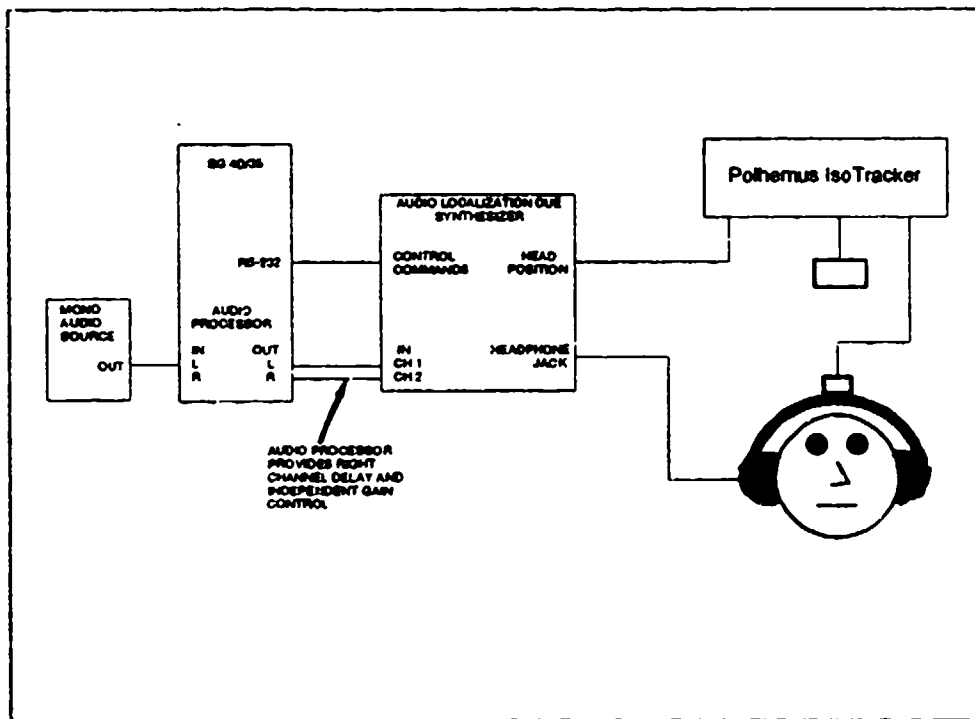 SG 40/35
RS-232
AUDIO
PROCESSOR
IN OUT
L L
R R
MONO
AUDIO
SOURCE
OUT
AUDIO LOCALIZATION CUE
SYNTHESIZER
CONTROL
COMMANDS
HEAD
POSITION
IN
CH 1
CH 2
HEADPHONE
JACK
Polhemus IsoTracker
AUDIO PROCESSOR
PROVIDES RIGHT
CHANNEL DELAY AND
INDEPENDENT GAIN
CONTROL